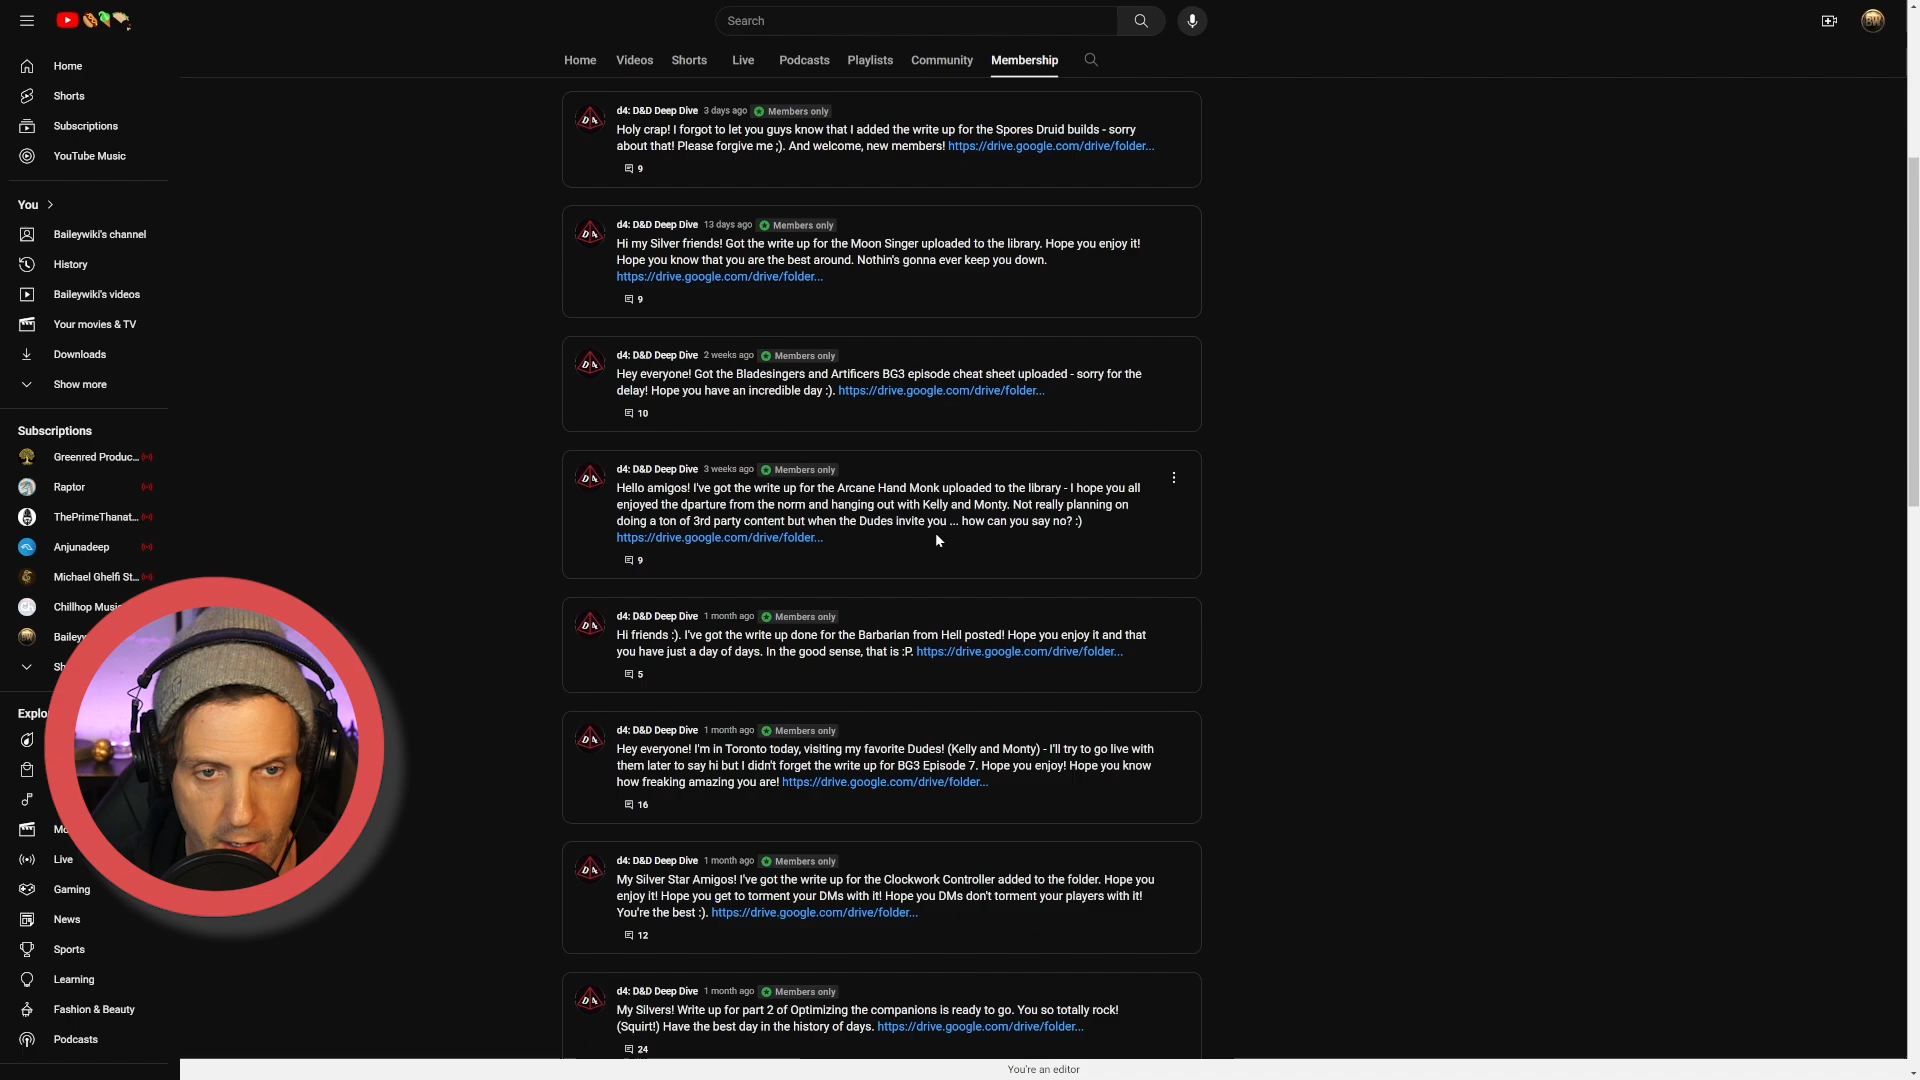 Search
BW
Home Videos Shorts Live Podcasts Playlists Community Membership
Home
Shorts
Subscriptions
YouTube Music
You
Baileywiki's channel
History
Baileywiki's videos
Your movies & TV
Downloads
Show more
Subscriptions
Greenred Produc...
Raptor
ThePrimeThanat...
Anjunadeep
Michael Ghelfi St...
Chillhop Music
Baileyw
Sh
Explo
Mo
Live
Gaming
News
Sports
Learning
Fashion & Beauty
Podcasts
d4: D&D Deep Dive 3 days ago Members only
Holy crap! I forgot to let you guys know that I added the write up for the Spores Druid builds - sorry
about that! Please forgive me ;). And welcome, new members! https://drive.google.com/drive/folder...
9
d4: D&D Deep Dive 13 days ago Members only
Hi my Silver friends! Got the write up for the Moon Singer uploaded to the library. Hope you enjoy it!
Hope you know that you are the best around. Nothin's gonna ever keep you down.
https://drive.google.com/drive/folder...
9
d4: D&D Deep Dive 2 weeks ago Members only
Hey everyone! Got the Bladesingers and Artificers BG3 episode cheat sheet uploaded - sorry for the
delay! Hope you have an incredible day :). https://drive.google.com/drive/folder...
10
d4: D&D Deep Dive 3 weeks ago Members only
Hello amigos! I've got the write up for the Arcane Hand Monk uploaded to the library - I hope you all
enjoyed the dparture from the norm and hanging out with Kelly and Monty. Not really planning on
doing a ton of 3rd party content but when the Dudes invite you ... how can you say no? :)
https://drive.google.com/drive/folder...
9
d4: D&D Deep Dive 1 month ago Members only
Hi friends :). I've got the write up done for the Barbarian from Hell posted! Hope you enjoy it and that
you have just a day of days. In the good sense, that is :P. https://drive.google.com/drive/folder...
5
d4: D&D Deep Dive 1 month ago Members only
Hey everyone! I'm in Toronto today, visiting my favorite Dudes! (Kelly and Monty) - I'll try to go live with
them later to say hi but I didn't forget the write up for BG3 Episode 7. Hope you enjoy! Hope you know
how freaking amazing you are! https://drive.google.com/drive/folder...
16
d4: D&D Deep Dive 1 month ago Members only
My Silver Star Amigos! I've got the write up for the Clockwork Controller added to the folder. Hope you
enjoy it! Hope you get to torment your DMs with it! Hope you DMs don't torment your players with it!
You're the best :). https://drive.google.com/drive/folder...
12
d4: D&D Deep Dive 1 month ago Members only
My Silvers! Write up for part 2 of Optimizing the companions is ready to go. You so totally rock!
(Squirt!) Have the best day in the history of days. https://drive.google.com/drive/folder...
24
You're an editor